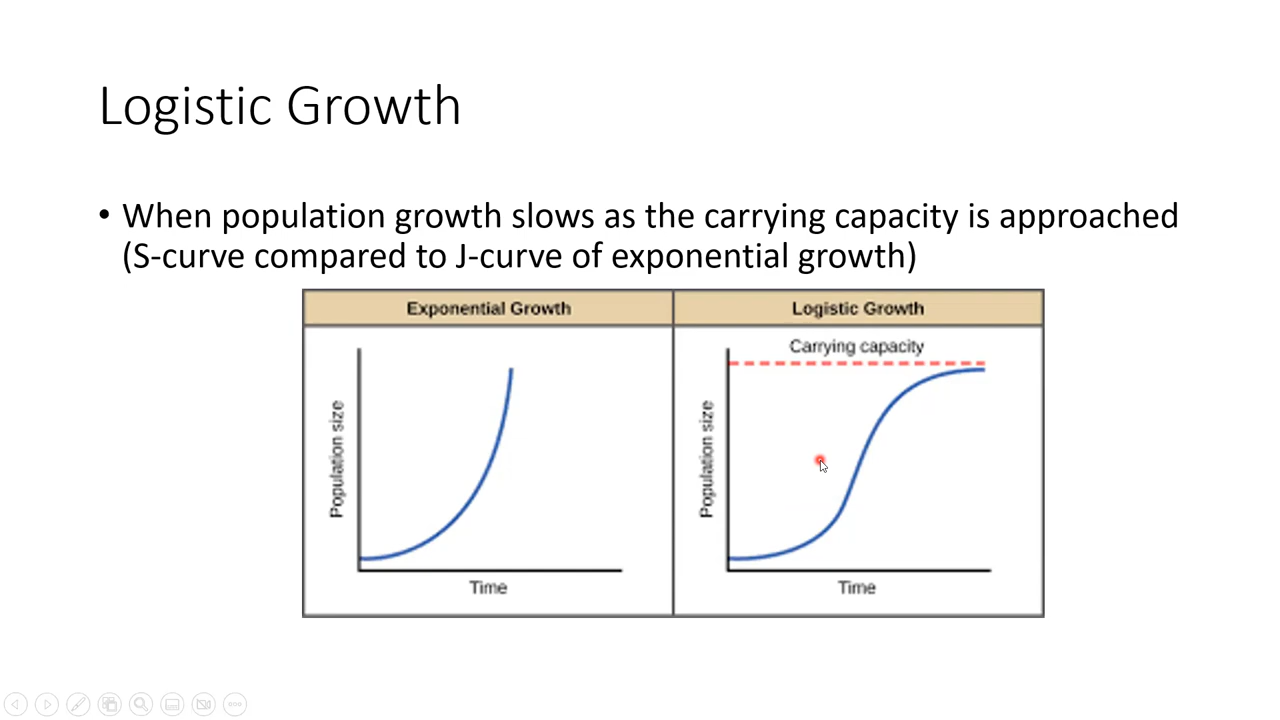 Logistic Growth
• When population growth slows as the carrying capacity is approached
(S-curve compared to J-curve of exponential growth)
Exponential Growth
Population size
Time
Logistic Growth
Carrying capacity
Population size
Time